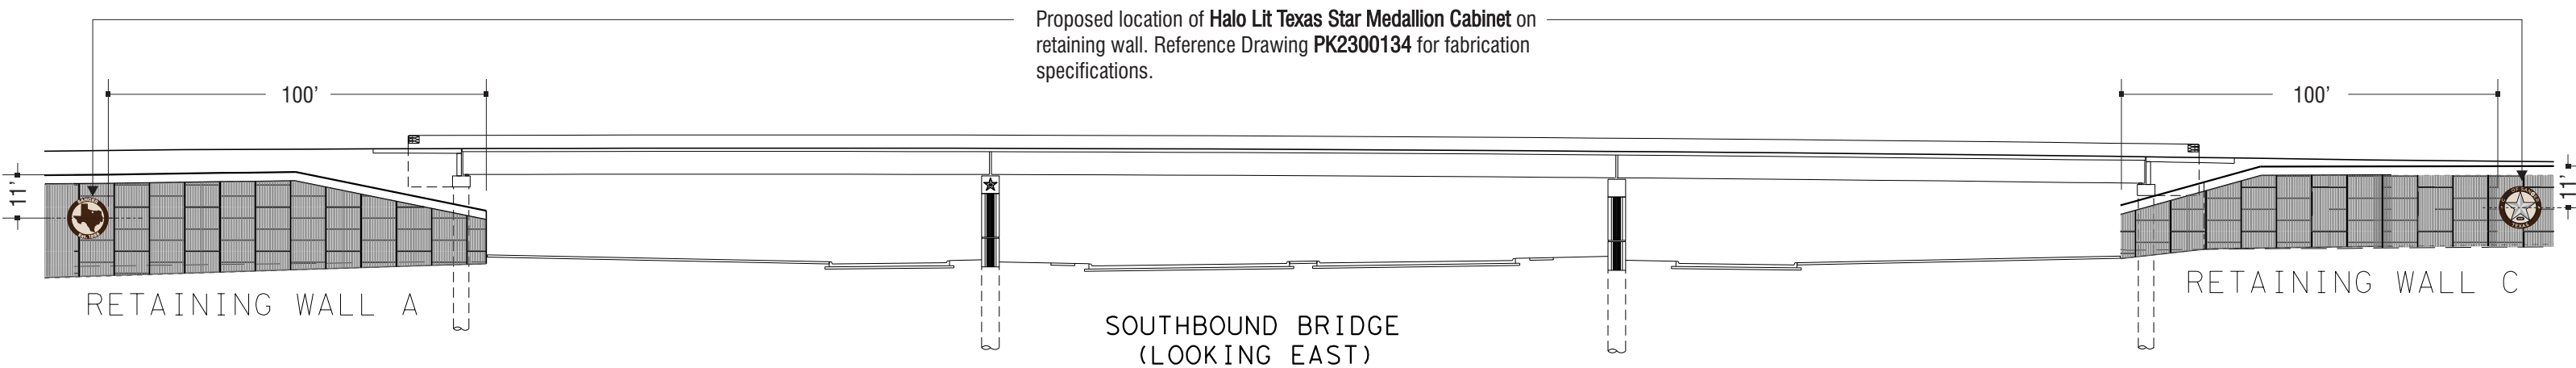 Proposed location of Halo Lit Texas Star Medallion Cabinet on
retaining wall. Reference Drawing PK2300134 for fabrication
specifications.
100’
100’
11’
11’
RETAINING WALL A
RETAINING WALL C
SOUTHBOUND BRIDGE
(LOOKING EAST)